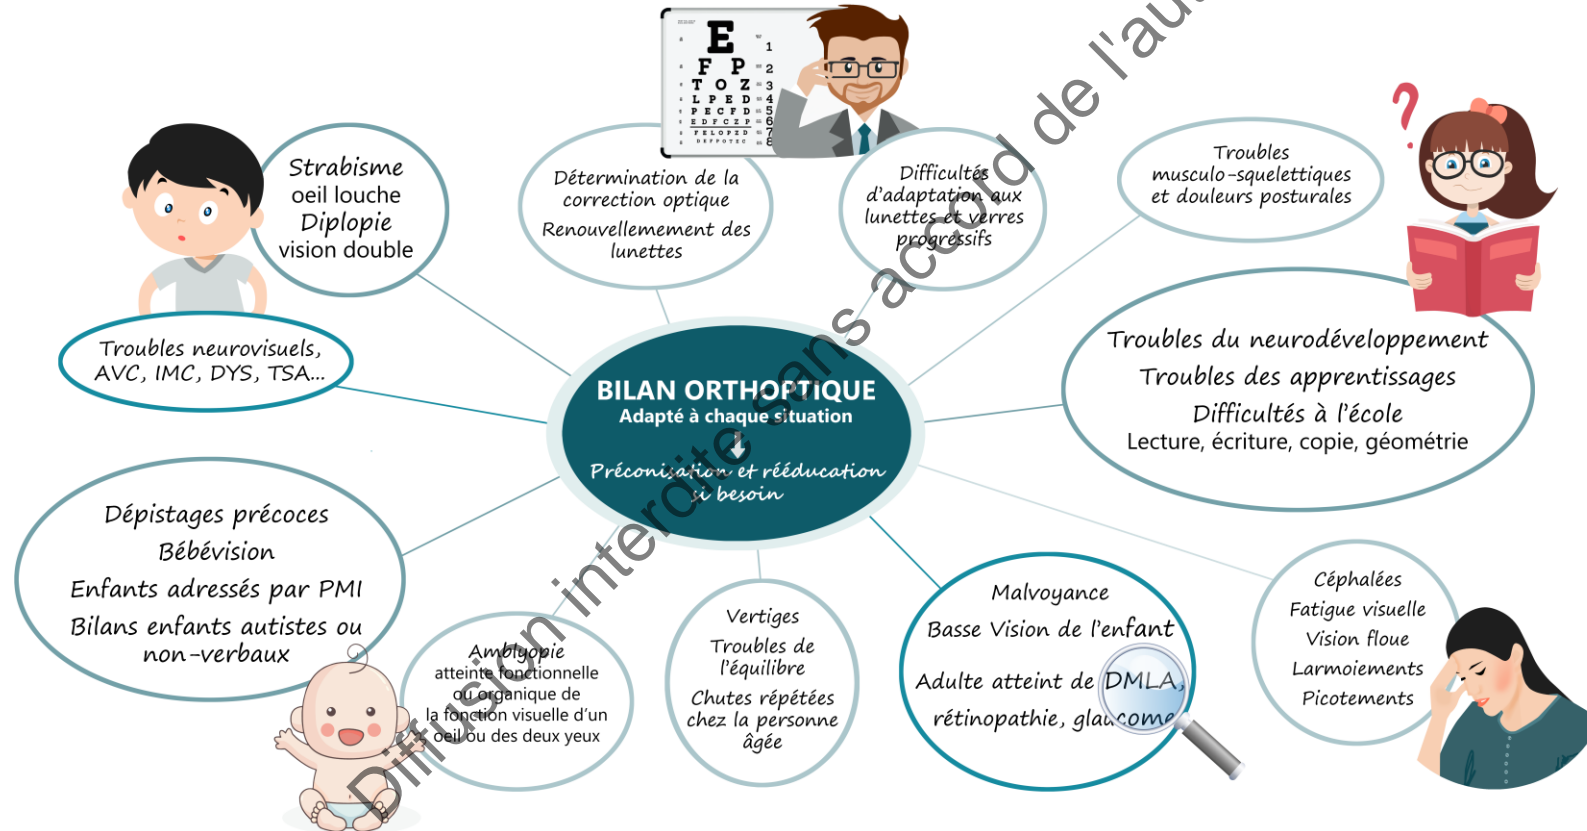 E
1
F P
2
T O Z
3
L P E D
4
P E C F D
5
E D F C Z P
6
F E L O P Z D
7
D E F P O T E C
8
Strabisme
oeil louche
Diplopie
vision double
Détermination de la
correction optique
Renouvellemement des
lunettes
Difficultés
d'adaptation aux
lunettes et verres
progressifs
Troubles
musculo-squelettiques
et douleurs posturales
?
Troubles neurovisuels,
AVC, IMC, DYS, TSA...
BILAN ORTHOPTIQUE
Adapté à chaque situation
Préconisation et rééducation
si besoin
Troubles du neurodéveloppement
Troubles des apprentissages
Difficultés à l'école
Lecture, écriture, copie, géométrie
Dépistages précoces
Bébévision
Enfants adressés par PMI
Bilans enfants autistes ou
non-verbaux
Amblyopie
atteinte fonctionnelle
ou organique de
la fonction visuelle d'un
oeil ou des deux yeux
Vertiges
Troubles de
l'équilibre
Chutes répétées
chez la personne
âgée
Malvoyance
Basse Vision de l'enfant
Adulte atteint de DMLA,
rétinopathie, glaucome
Céphalées
Fatigue visuelle
Vision floue
Larmoiements
Picotements
Diffusion interdite sans accord de l'au